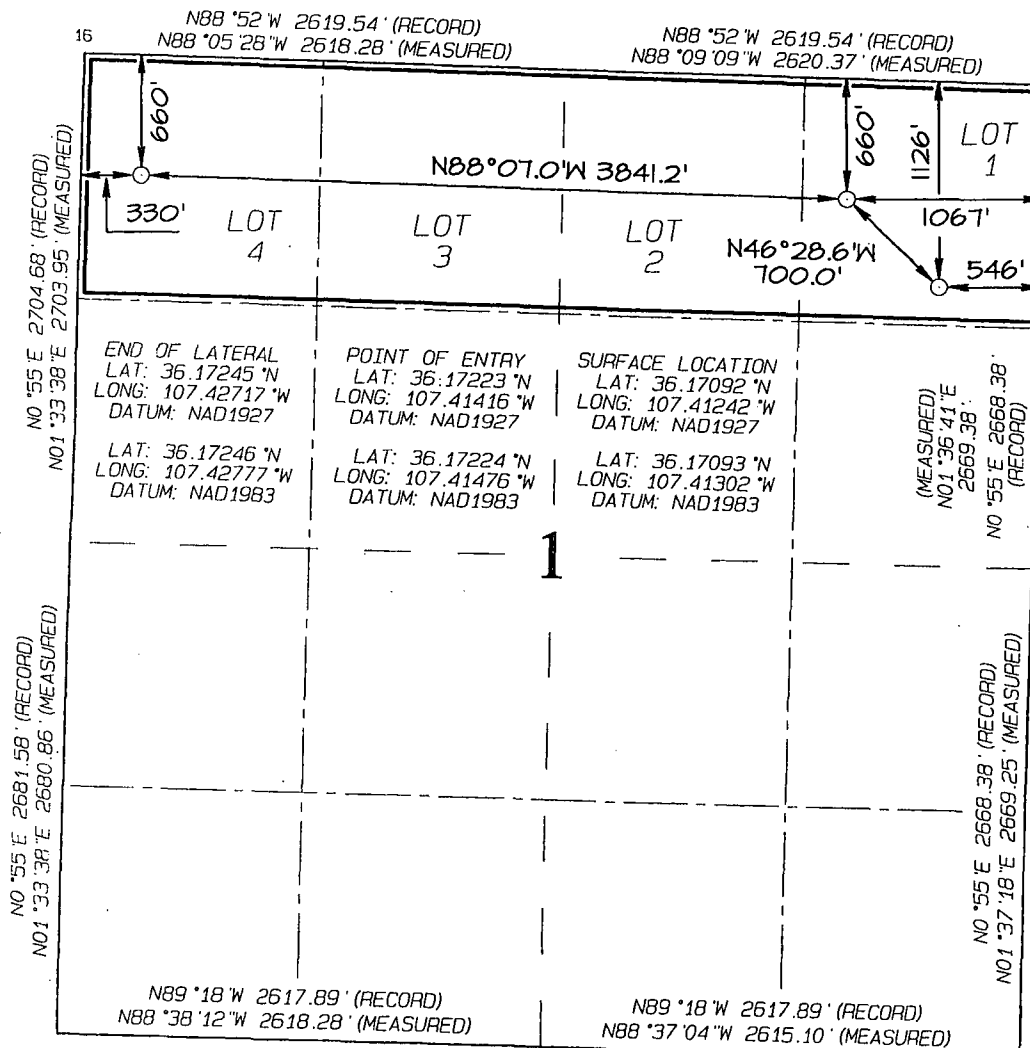 N88°52'W 2619.54' (RECORD)
N88°05'28"W 2618.28' (MEASURED)
N88°52'W 2619.54' (RECORD)
N88°09'09"W 2620.37' (MEASURED)
16
660'
660'
1126'
LOT
1
N88°07.0'W 3841.2'
330'
1067'
LOT
4
LOT
3
LOT
2
N46°28.6'W
700.0'
546'
N0°55'E 2704.68' (RECORD)
N01°33'38"E 2703.95' (MEASURED)
END OF LATERAL
LAT: 36.17245°N
LONG: 107.42717°W
DATUM: NAD1927
LAT: 36.17246°N
LONG: 107.42777°W
DATUM: NAD1983
POINT OF ENTRY
LAT: 36.17223°N
LONG: 107.41416°W
DATUM: NAD1927
LAT: 36.17224°N
LONG: 107.41476°W
DATUM: NAD1983
SURFACE LOCATION
LAT: 36.17092°N
LONG: 107.41242°W
DATUM: NAD1927
LAT: 36.17093°N
LONG: 107.41302°W
DATUM: NAD1983
(MEASURED)
N01°36'41"E
2669.38'
N0°55'E 2668.38'
(RECORD)
1
N0°55'E 2681.58' (RECORD)
N01°33'38"E 2680.86' (MEASURED)
N0°55'E 2668.38' (RECORD)
N01°37'18"E 2669.25' (MEASURED)
N89°18'W 2617.89' (RECORD)
N88°38'12"W 2618.28' (MEASURED)
N89°18'W 2617.89' (RECORD)
N88°37'04"W 2615.10' (MEASURED)